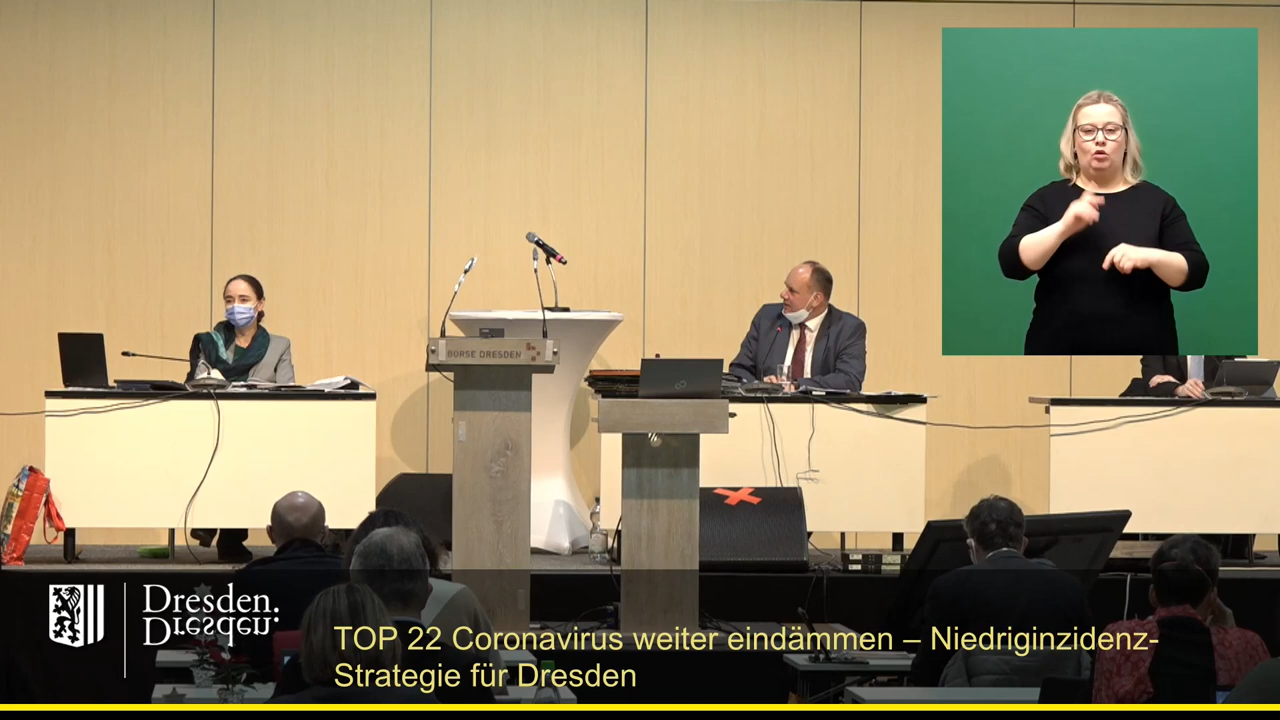 BÖRSE DRESDEN
Dresden.
Dresden.
TOP 22 Coronavirus weiter eindämmen – Niedriginzidenz-
Strategie für Dresden